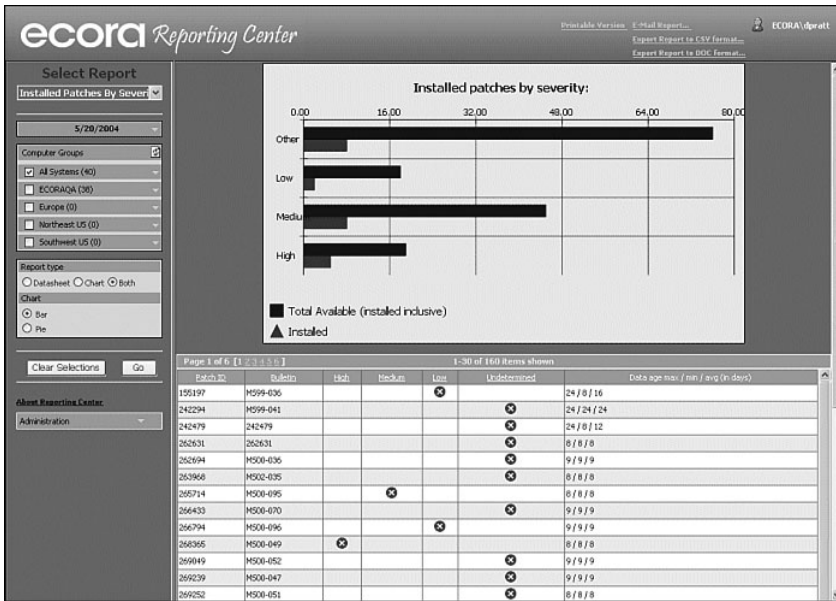 ecora Reporting Center
Printable Version E-Mail Report...
Export Report to CSV format...
Export Report to DOC format...
ECORA\dpratt
Select Report
Installed Patches By Severi
5/20/2004
Computer Groups
All Systems (40)
ECORAQA (38)
Europe (0)
Northeast US (0)
Southwest US (0)
Report type
Datasheet Chart Both
Chart
Bar
Pie
Clear Selections Go
About Reporting Center
Administration
Installed patches by severity:
0.00 16.00 32.00 48.00 64.00 80.00
Other
Low
Mediu
High
Total Available (installed inclusive)
Installed
Page 1 of 6 [1 2 3 4 5 6 ] 1-30 of 160 items shown
Patch ID Bulletin High Medium Low Undetermined Data age max / min / avg (in days)
155197 MS99-036 24 / 8 / 16
242294 MS99-041 24 / 24 / 24
242479 242479 24 / 8 / 12
262631 262631 8 / 8 / 8
262694 MS00-036 9 / 9 / 9
263968 MS02-035 8 / 8 / 8
265714 MS00-095 8 / 8 / 8
266433 MS00-070 9 / 9 / 9
266794 MS00-096 9 / 9 / 9
268365 MS00-049 8 / 8 / 8
269049 MS00-052 9 / 9 / 9
269239 MS00-047 9 / 9 / 9
269252 MS00-051 8 / 8 / 8